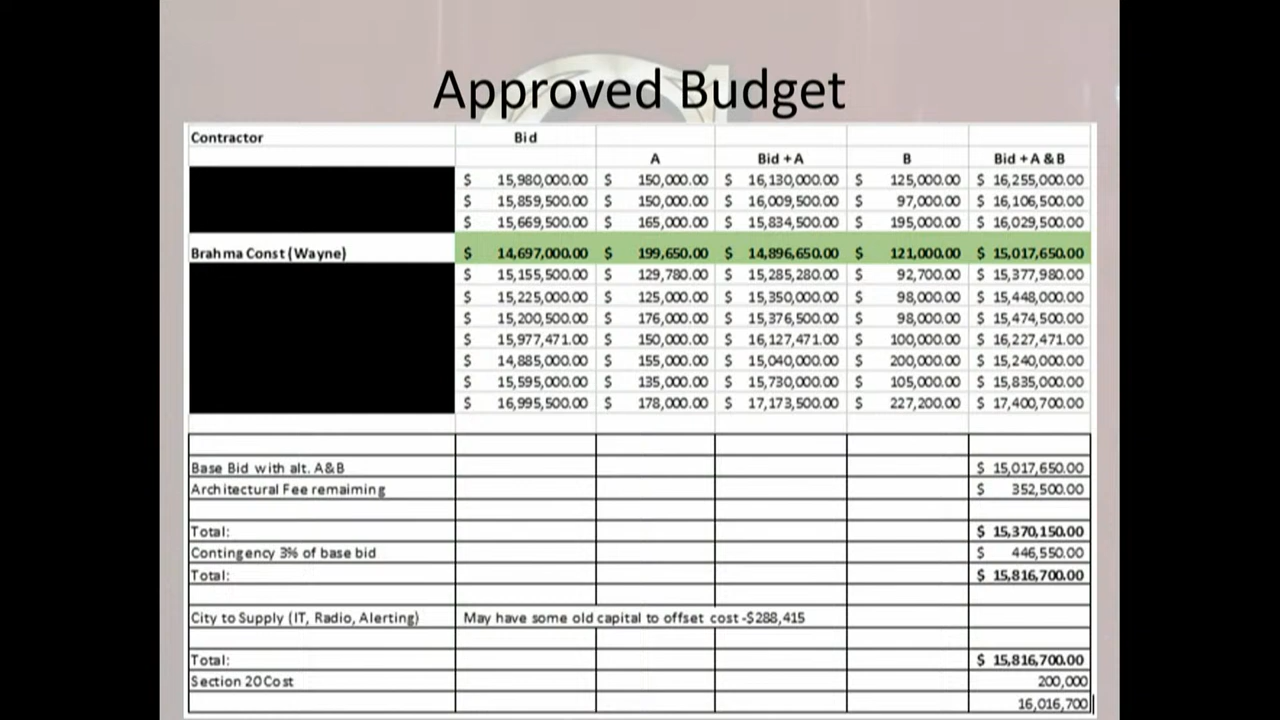 Approved Budget
Contractor Bid
A Bid + A B Bid + A & B
$ 15,980,000.00 $ 150,000.00 $ 16,130,000.00 $ 125,000.00 $ 16,255,000.00
$ 15,859,500.00 $ 150,000.00 $ 16,009,500.00 $ 97,000.00 $ 16,106,500.00
$ 15,669,500.00 $ 165,000.00 $ 15,834,500.00 $ 195,000.00 $ 16,029,500.00
Brahma Const (Wayne) $ 14,697,000.00 $ 199,650.00 $ 14,896,650.00 $ 121,000.00 $ 15,017,650.00
$ 15,155,500.00 $ 129,780.00 $ 15,285,280.00 $ 92,700.00 $ 15,377,980.00
$ 15,225,000.00 $ 125,000.00 $ 15,350,000.00 $ 98,000.00 $ 15,448,000.00
$ 15,200,500.00 $ 176,000.00 $ 15,376,500.00 $ 98,000.00 $ 15,474,500.00
$ 15,977,471.00 $ 150,000.00 $ 16,127,471.00 $ 100,000.00 $ 16,227,471.00
$ 14,885,000.00 $ 155,000.00 $ 15,040,000.00 $ 200,000.00 $ 15,240,000.00
$ 15,595,000.00 $ 135,000.00 $ 15,730,000.00 $ 105,000.00 $ 15,835,000.00
$ 16,995,500.00 $ 178,000.00 $ 17,173,500.00 $ 227,200.00 $ 17,400,700.00
Base Bid with alt. A&B $ 15,017,650.00
Architectural Fee remaiming $ 352,500.00
Total: $ 15,370,150.00
Contingency 3% of base bid $ 446,550.00
Total: $ 15,816,700.00
City to Supply (IT, Radio, Alerting) May have some old capital to offset cost -$288,415
Total: $ 15,816,700.00
Section 20 Cost 200,000
16,016,700